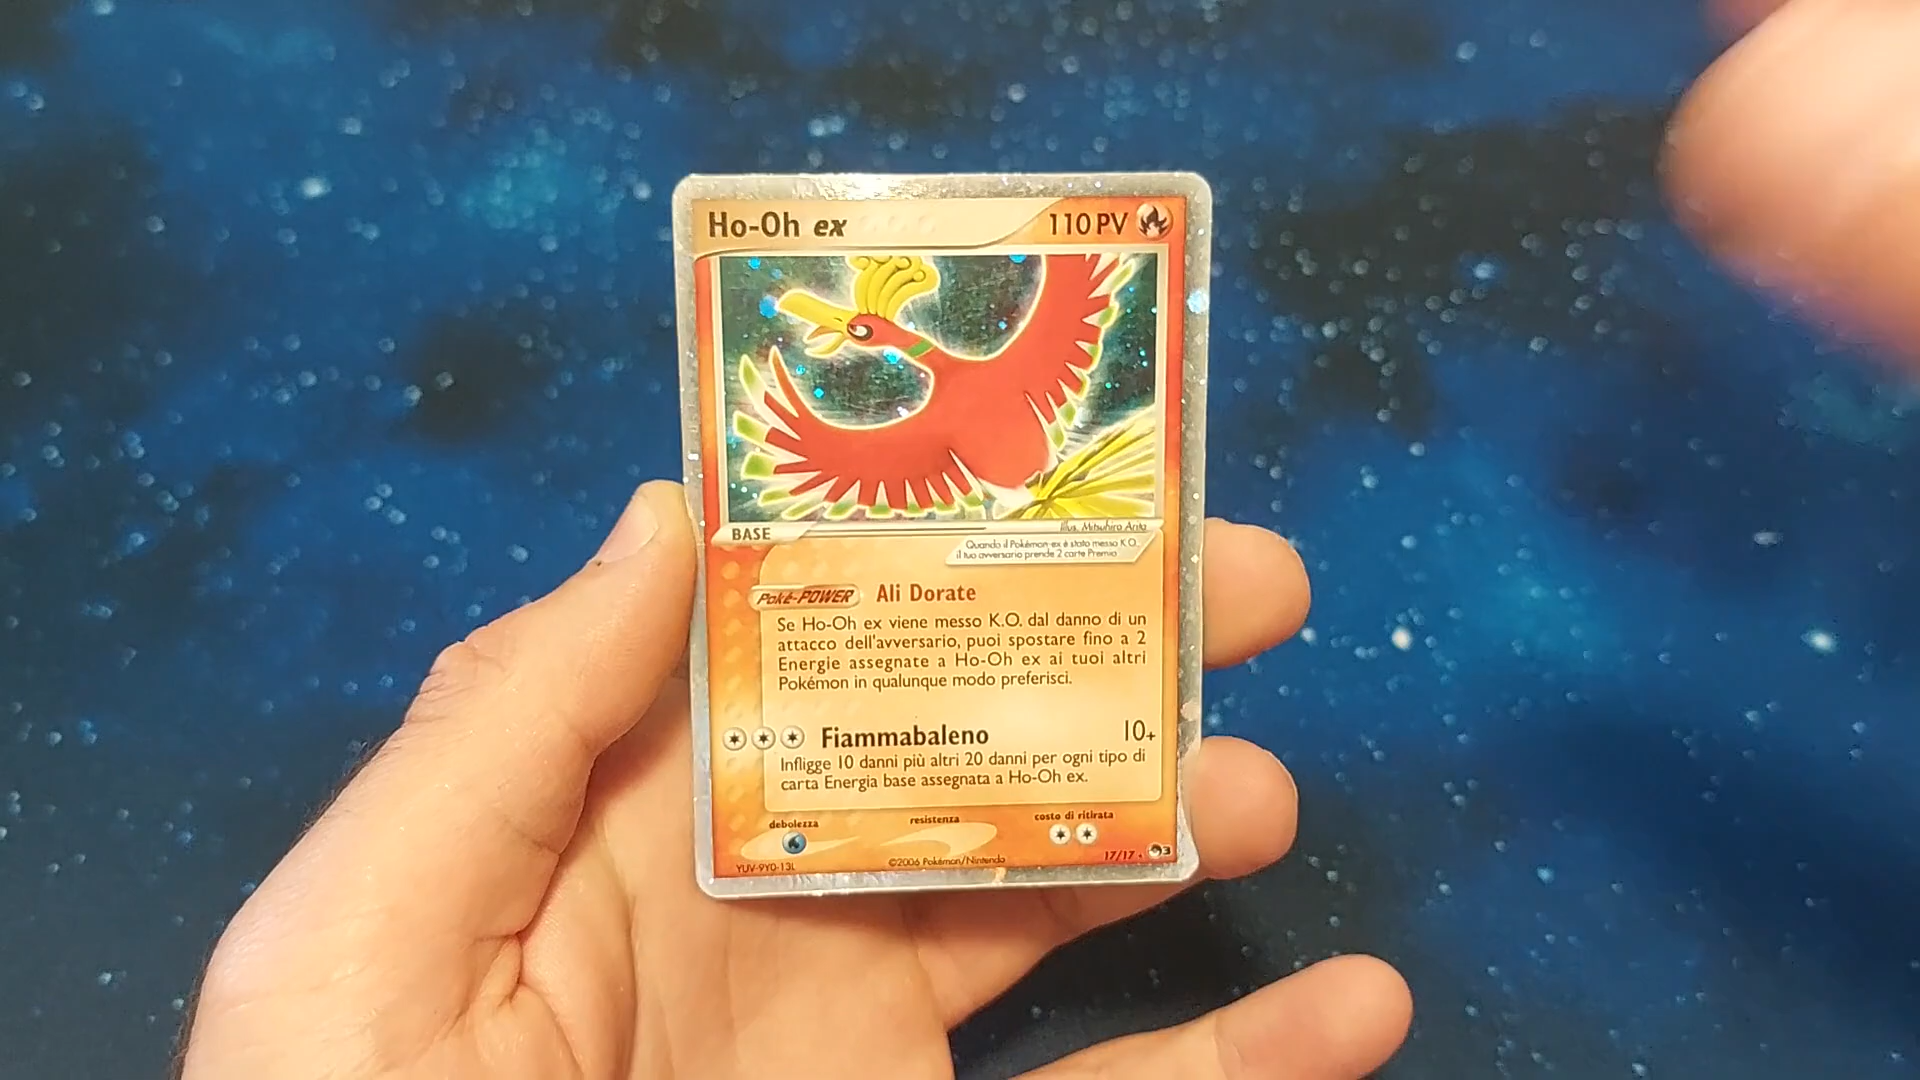 Ho-Oh ex 110 PV
BASE
Illus. Mitsuhiro Arita
Quando il Pokémon-ex è stato messo K.O.,
il tuo avversario prende 2 carte Premio
Poké-POWER Ali Dorate
Se Ho-Oh ex viene messo K.O. dal danno di un
attacco dell'avversario, puoi spostare fino a 2
Energie assegnate a Ho-Oh ex ai tuoi altri
Pokémon in qualunque modo preferisci.
Fiammabaleno 10+
Infligge 10 danni più altri 20 danni per ogni tipo di
carta Energia base assegnata a Ho-Oh ex.
debolezza resistenza costo di ritirata
YUV-9Y0-13L ©2006 Pokémon/Nintendo 17/17 3